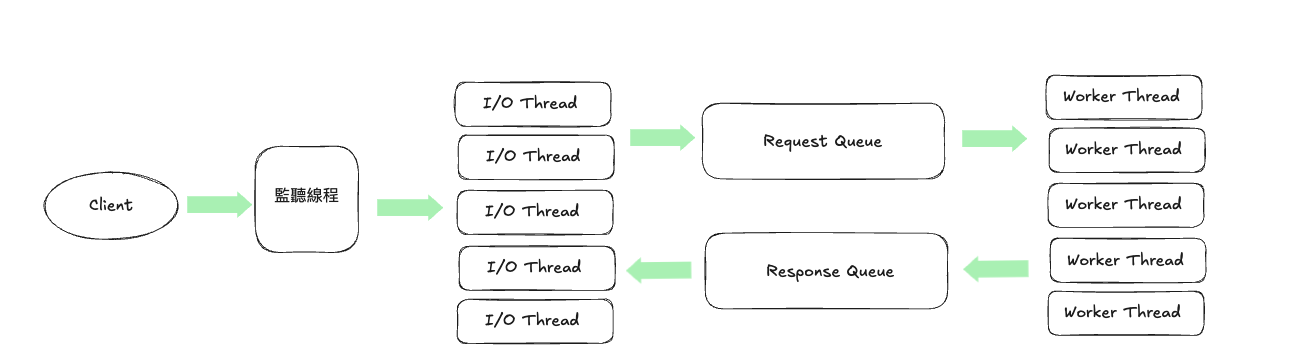 Client
監聽線程
I/O Thread
I/O Thread
I/O Thread
I/O Thread
I/O Thread
Request Queue
Response Queue
Worker Thread
Worker Thread
Worker Thread
Worker Thread
Worker Thread